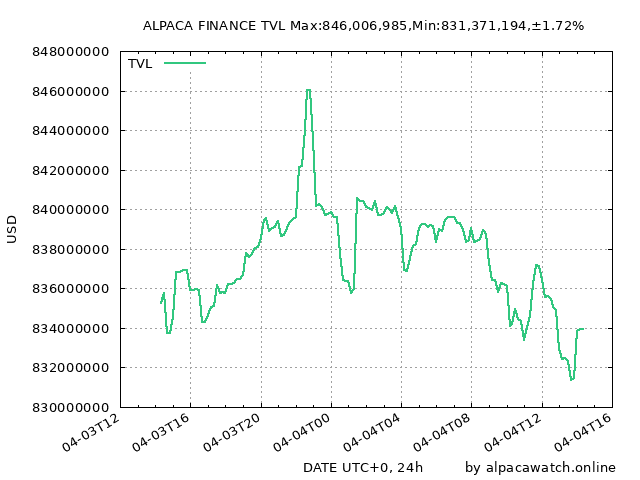 ALPACA FINANCE TVL Max:846,006,985,Min:831,371,194,±1.72%
848000000
TVL
846000000
844000000
842000000
840000000
USD
838000000
836000000
834000000
832000000
830000000
04-03T12 04-03T16 04-03T20 04-04T00 04-04T04 04-04T08 04-04T12 04-04T16
DATE UTC+0, 24h by alpacawatch.online